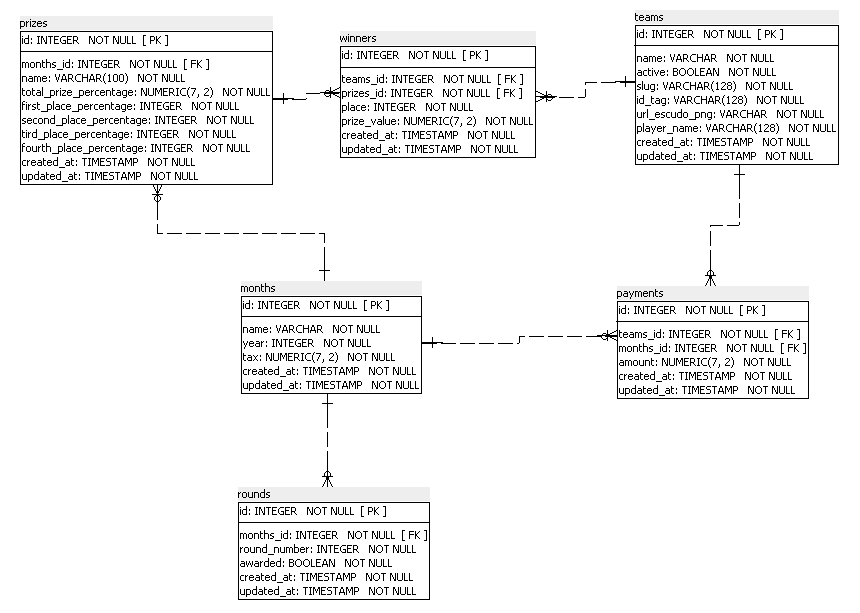 prizes
id: INTEGER NOT NULL [ PK ]
months_id: INTEGER NOT NULL [ FK ]
name: VARCHAR(100) NOT NULL
total_prize_percentage: NUMERIC(7, 2) NOT NULL
first_place_percentage: INTEGER NOT NULL
second_place_percentage: INTEGER NOT NULL
tird_place_percentage: INTEGER NOT NULL
fourth_place_percentage: INTEGER NOT NULL
created_at: TIMESTAMP NOT NULL
updated_at: TIMESTAMP NOT NULL
winners
id: INTEGER NOT NULL [ PK ]
teams_id: INTEGER NOT NULL [ FK ]
prizes_id: INTEGER NOT NULL [ FK ]
place: INTEGER NOT NULL
prize_value: NUMERIC(7, 2) NOT NULL
created_at: TIMESTAMP NOT NULL
updated_at: TIMESTAMP NOT NULL
teams
id: INTEGER NOT NULL [ PK ]
name: VARCHAR NOT NULL
active: BOOLEAN NOT NULL
slug: VARCHAR(128) NOT NULL
id_tag: VARCHAR(128) NOT NULL
url_escudo_png: VARCHAR NOT NULL
player_name: VARCHAR(128) NOT NULL
created_at: TIMESTAMP NOT NULL
updated_at: TIMESTAMP NOT NULL
months
id: INTEGER NOT NULL [ PK ]
name: VARCHAR NOT NULL
year: INTEGER NOT NULL
tax: NUMERIC(7, 2) NOT NULL
created_at: TIMESTAMP NOT NULL
updated_at: TIMESTAMP NOT NULL
payments
id: INTEGER NOT NULL [ PK ]
teams_id: INTEGER NOT NULL [ FK ]
months_id: INTEGER NOT NULL [ FK ]
amount: NUMERIC(7, 2) NOT NULL
created_at: TIMESTAMP NOT NULL
updated_at: TIMESTAMP NOT NULL
rounds
id: INTEGER NOT NULL [ PK ]
months_id: INTEGER NOT NULL [ FK ]
round_number: INTEGER NOT NULL
awarded: BOOLEAN NOT NULL
created_at: TIMESTAMP NOT NULL
updated_at: TIMESTAMP NOT NULL